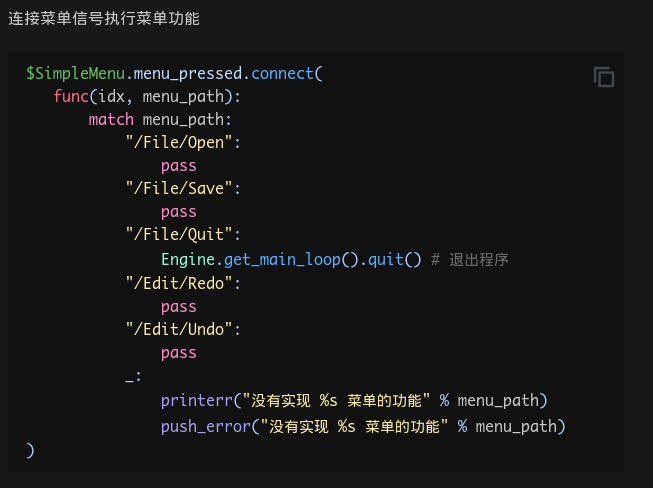 连接菜单信号执行菜单功能
$SimpleMenu.menu_pressed.connect(
   func(idx, menu_path):
       match menu_path:
           "/File/Open":
               pass
           "/File/Save":
               pass
           "/File/Quit":
               Engine.get_main_loop().quit() # 退出程序
           "/Edit/Redo":
               pass
           "/Edit/Undo":
               pass
           _:
               printerr("没有实现 %s 菜单的功能" % menu_path)
               push_error("没有实现 %s 菜单的功能" % menu_path)
)